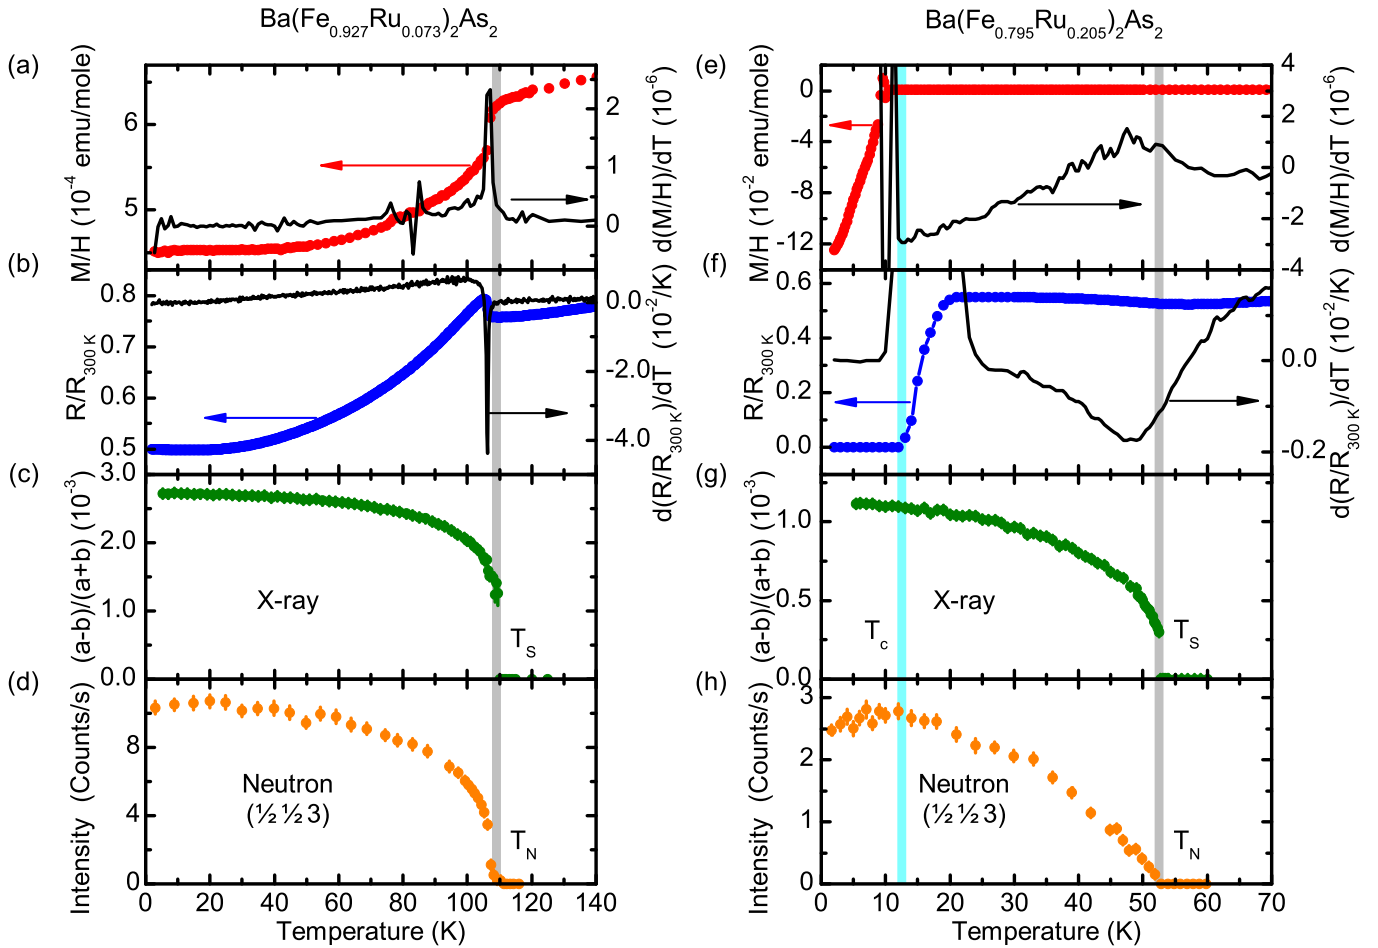 Ba(Fe0.927Ru0.073)2As2
(a)
M/H (10-4 emu/mole)
6
5
2
1
0
d(M/H)/dT (10-6)
(b)
R/R300 K
0.8
0.7
0.6
0.5
0.0
-2.0
-4.0
d(R/R300 K)/dT (10-2/K)
(c)
(a-b)/(a+b) (10-3)
3.0
2.0
1.0
0.0
X-ray
TS
(d)
Intensity (Counts/s)
8
4
0
Neutron
(½ ½ 3)
TN
0 20 40 60 80 100 120 140
Temperature (K)
Ba(Fe0.795Ru0.205)2As2
(e)
M/H (10-2 emu/mole)
0
-4
-8
-12
4
2
0
-2
-4
d(M/H)/dT (10-6)
(f)
R/R300 K
0.6
0.4
0.2
0.0
0.0
-0.2
d(R/R300 K)/dT (10-2/K)
(g)
(a-b)/(a+b) (10-3)
1.0
0.5
0.0
X-ray
Tc
TS
(h)
Intensity (Counts/s)
3
2
1
0
Neutron
(½ ½ 3)
TN
0 10 20 30 40 50 60 70
Temperature (K)